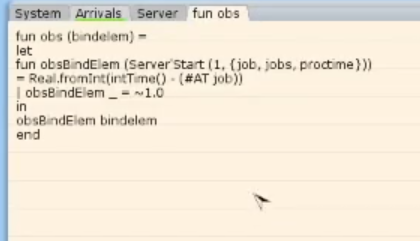 System Arrivals Server fun obs
fun obs (bindelem) =
let
fun obsBindElem (Server'Start (1, {job, jobs, proctime}))
= Real.fromInt(intTime() - (#AT job))
| obsBindElem _ = ~1.0
in
obsBindElem bindelem
end